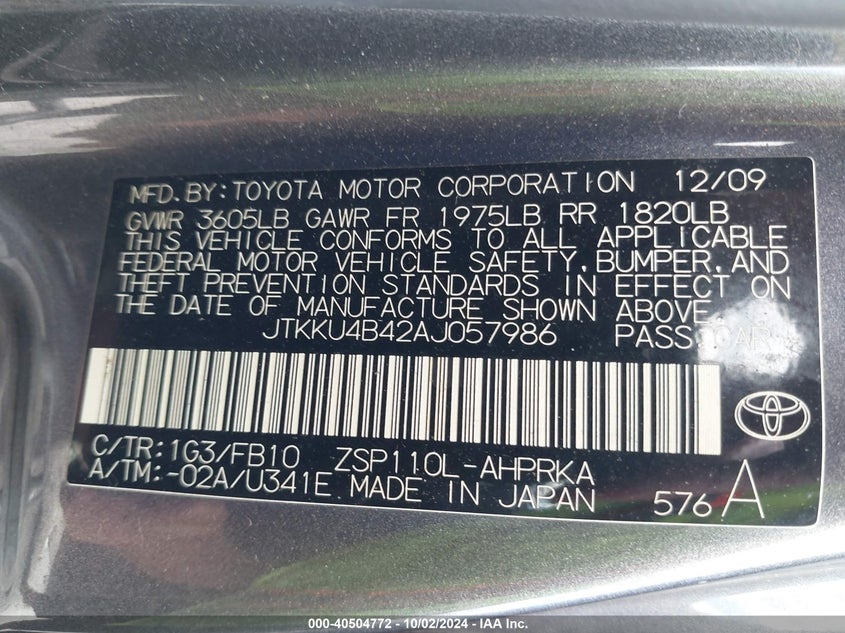 MFD.BY:TOYOTA MOTOR CORPORATION 12/09
GVWR 3605LB GAWR FR 1975LB RR 1820LB
THIS VEHICLE CONFORMS TO ALL APPLICABLE
FEDERAL MOTOR VEHICLE SAFETY,BUMPER,AND
THEFT PREVENTION STANDARDS IN EFFECT ON
THE DATE OF MANUFACTURE SHOWN ABOVE.
JTKKU4B42AJ057986 PASS CAR
C/TR:1G3/FB10 ZSP110L-AHPRKA
A/TM:-02A/U341E MADE IN JAPAN 576 A
000-40504772 - 10/02/2024 - IAA Inc.